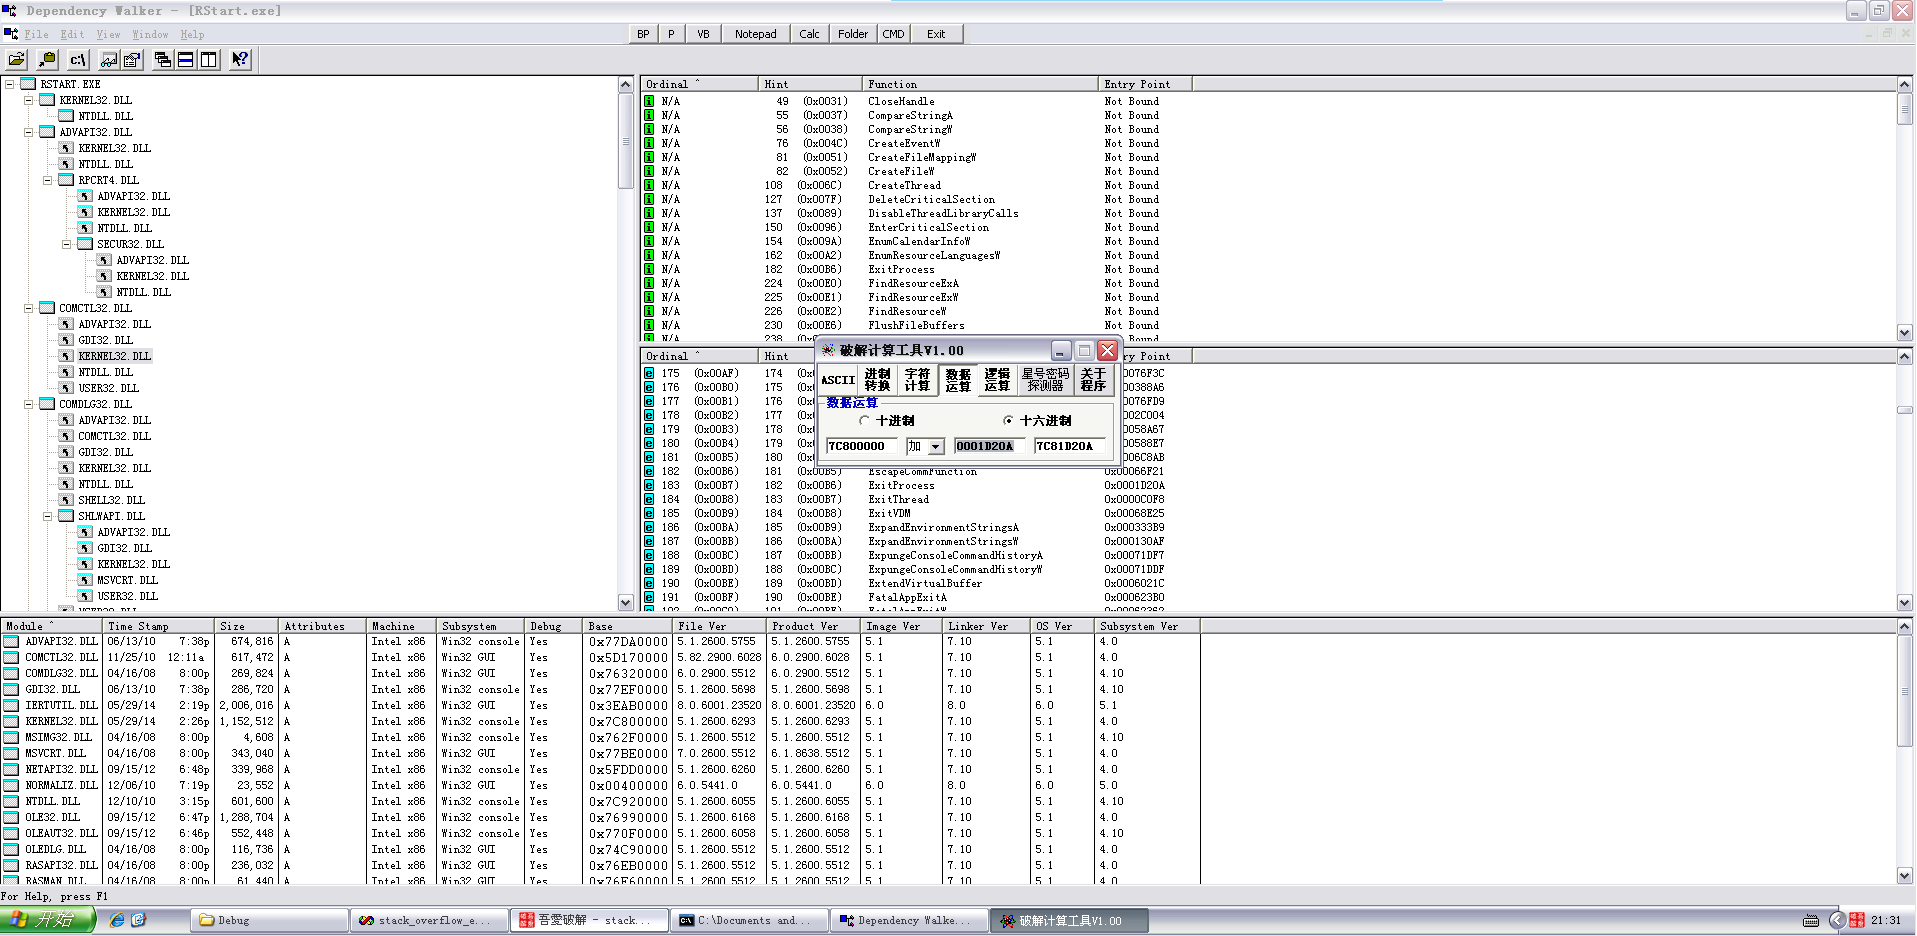 Dependency Walker - [RStart.exe]
File Edit View Window Help
BP P VB Notepad Calc Folder CMD Exit
c:\
RSTART.EXE
KERNEL32.DLL
NTDLL.DLL
ADVAPI32.DLL
KERNEL32.DLL
NTDLL.DLL
RPCRT4.DLL
ADVAPI32.DLL
KERNEL32.DLL
NTDLL.DLL
SECUR32.DLL
ADVAPI32.DLL
KERNEL32.DLL
NTDLL.DLL
COMCTL32.DLL
ADVAPI32.DLL
GDI32.DLL
KERNEL32.DLL
NTDLL.DLL
USER32.DLL
COMDLG32.DLL
ADVAPI32.DLL
COMCTL32.DLL
GDI32.DLL
KERNEL32.DLL
NTDLL.DLL
SHELL32.DLL
SHLWAPI.DLL
ADVAPI32.DLL
GDI32.DLL
KERNEL32.DLL
MSVCRT.DLL
USER32.DLL
Ordinal ^ Hint Function Entry Point
N/A 49 (0x0031) CloseHandle Not Bound
N/A 55 (0x0037) CompareStringA Not Bound
N/A 56 (0x0038) CompareStringW Not Bound
N/A 76 (0x004C) CreateEventW Not Bound
N/A 81 (0x0051) CreateFileMappingW Not Bound
N/A 82 (0x0052) CreateFileW Not Bound
N/A 108 (0x006C) CreateThread Not Bound
N/A 127 (0x007F) DeleteCriticalSection Not Bound
N/A 137 (0x0089) DisableThreadLibraryCalls Not Bound
N/A 150 (0x0096) EnterCriticalSection Not Bound
N/A 154 (0x009A) EnumCalendarInfoW Not Bound
N/A 162 (0x00A2) EnumResourceLanguagesW Not Bound
N/A 182 (0x00B6) ExitProcess Not Bound
N/A 224 (0x00E0) FindResourceExA Not Bound
N/A 225 (0x00E1) FindResourceExW Not Bound
N/A 226 (0x00E2) FindResourceW Not Bound
N/A 230 (0x00E6) FlushFileBuffers Not Bound
N/A 238
破解计算工具V1.00
ASCII 进制转换 字符计算 数据运算 逻辑运算 星号密码探测器 关于程序
数据运算
十进制 十六进制
7C800000 加 0001D20A 7C81D20A
Ordinal ^ Hint
175 (0x00AF) 174 076F3C
176 (0x00B0) 175 0388A6
177 (0x00B1) 176 076FD9
178 (0x00B2) 177 02C004
179 (0x00B3) 178 058A67
180 (0x00B4) 179 0588E7
181 (0x00B5) 180 06C8AB
182 (0x00B6) 181 (0x00B5) EscapeCommFunction 0x00066F21
183 (0x00B7) 182 (0x00B6) ExitProcess 0x0001D20A
184 (0x00B8) 183 (0x00B7) ExitThread 0x0000C0F8
185 (0x00B9) 184 (0x00B8) ExitVDM 0x00068E25
186 (0x00BA) 185 (0x00B9) ExpandEnvironmentStringsA 0x000333B9
187 (0x00BB) 186 (0x00BA) ExpandEnvironmentStringsW 0x000130AF
188 (0x00BC) 187 (0x00BB) ExpungeConsoleCommandHistoryA 0x00071DF7
189 (0x00BD) 188 (0x00BC) ExpungeConsoleCommandHistoryW 0x00071DDF
190 (0x00BE) 189 (0x00BD) ExtendVirtualBuffer 0x0006021C
191 (0x00BF) 190 (0x00BE) FatalAppExitA 0x000623B0
Module ^ Time Stamp Size Attributes Machine Subsystem Debug Base File Ver Product Ver Image Ver Linker Ver OS Ver Subsystem Ver
ADVAPI32.DLL 06/13/10 7:38p 674,816 A Intel x86 Win32 console Yes 0x77DA0000 5.1.2600.5755 5.1.2600.5755 5.1 7.10 5.1 4.0
COMCTL32.DLL 11/25/10 12:11a 617,472 A Intel x86 Win32 GUI Yes 0x5D170000 5.82.2900.6028 6.0.2900.6028 5.1 7.10 5.1 4.0
COMDLG32.DLL 04/16/08 8:00p 269,824 A Intel x86 Win32 GUI Yes 0x76320000 6.0.2900.5512 6.0.2900.5512 5.1 7.10 5.1 4.10
GDI32.DLL 06/13/10 7:38p 286,720 A Intel x86 Win32 console Yes 0x77EF0000 5.1.2600.5698 5.1.2600.5698 5.1 7.10 5.1 4.10
IERTUTIL.DLL 05/29/14 2:19p 2,006,016 A Intel x86 Win32 GUI Yes 0x3EAB0000 8.0.6001.23520 8.0.6001.23520 6.0 8.0 6.0 5.1
KERNEL32.DLL 05/29/14 2:26p 1,152,512 A Intel x86 Win32 console Yes 0x7C800000 5.1.2600.6293 5.1.2600.6293 5.1 7.10 5.1 4.0
MSIMG32.DLL 04/16/08 8:00p 4,608 A Intel x86 Win32 console Yes 0x762F0000 5.1.2600.5512 5.1.2600.5512 5.1 7.10 5.1 4.10
MSVCRT.DLL 04/16/08 8:00p 343,040 A Intel x86 Win32 GUI Yes 0x77BE0000 7.0.2600.5512 6.1.8638.5512 5.1 7.10 5.1 4.0
NETAPI32.DLL 09/15/12 6:48p 339,968 A Intel x86 Win32 console Yes 0x5FDD0000 5.1.2600.6260 5.1.2600.6260 5.1 7.10 5.1 4.0
NORMALIZ.DLL 12/06/10 7:19p 23,552 A Intel x86 Win32 GUI Yes 0x00400000 6.0.5441.0 6.0.5441.0 6.0 8.0 6.0 5.0
NTDLL.DLL 12/10/10 3:15p 601,600 A Intel x86 Win32 console Yes 0x7C920000 5.1.2600.6055 5.1.2600.6055 5.1 7.10 5.1 4.10
OLE32.DLL 09/15/12 6:47p 1,288,704 A Intel x86 Win32 console Yes 0x76990000 5.1.2600.6168 5.1.2600.6168 5.1 7.10 5.1 4.0
OLEAUT32.DLL 09/15/12 6:46p 552,448 A Intel x86 Win32 console Yes 0x770F0000 5.1.2600.6058 5.1.2600.6058 5.1 7.10 5.1 4.10
OLEDLG.DLL 04/16/08 8:00p 116,736 A Intel x86 Win32 GUI Yes 0x74C90000 5.1.2600.5512 5.1.2600.5512 5.1 7.10 5.1 4.0
RASAPI32.DLL 04/16/08 8:00p 236,032 A Intel x86 Win32 GUI Yes 0x76EB0000 5.1.2600.5512 5.1.2600.5512 5.1 7.10 5.1 4.0
RASMAN.DLL 04/16/08 8:00p 61,440 A Intel x86 Win32 GUI Yes 0x76E60000 5.1.2600.5512 5.1.2600.5512 5.1 7.10 5.1 4.0
For Help, press F1
开始 Debug stack_overflow_e... 吾愛破解 - stack... C:\Documents and... Dependency Walke... 破解计算工具V1.00 21:31